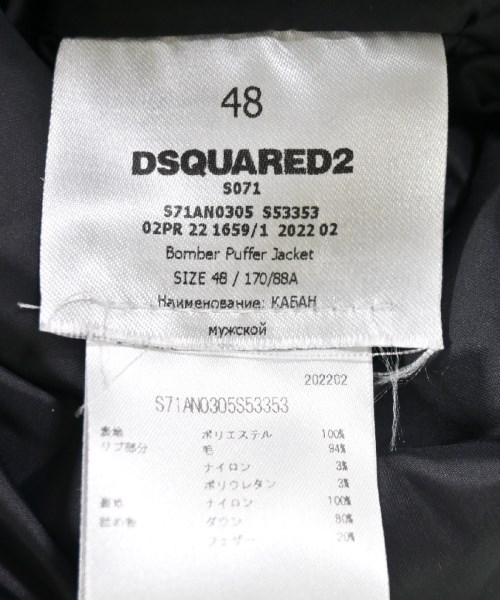 48
DSQUARED2
S071
S71AN0305 S53353
02PR 22 1659/1 2022 02
Bomber Puffer Jacket
SIZE 48 / 170/88A
Наименование: КАБАН
мужской
202202
S71AN0305S53353
表地 ポリエステル 100%
リブ部分 毛 94%
ナイロン 3%
ポリウレタン 3%
裏地 ナイロン 100%
詰め物 ダウン 80%
フェザー 20%